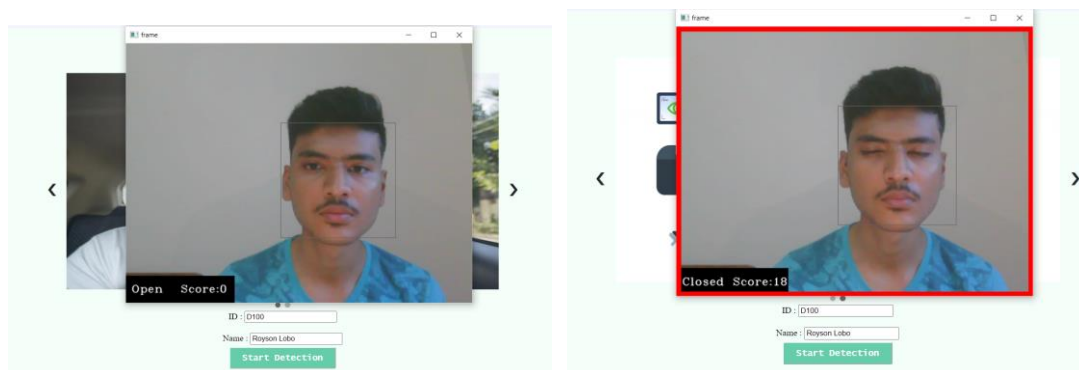 frame
Open Score:0
ID : D100
Name : Royson Lobo
Start Detection
frame
Closed Score:18
ID : D100
Name : Royson Lobo
Start Detection